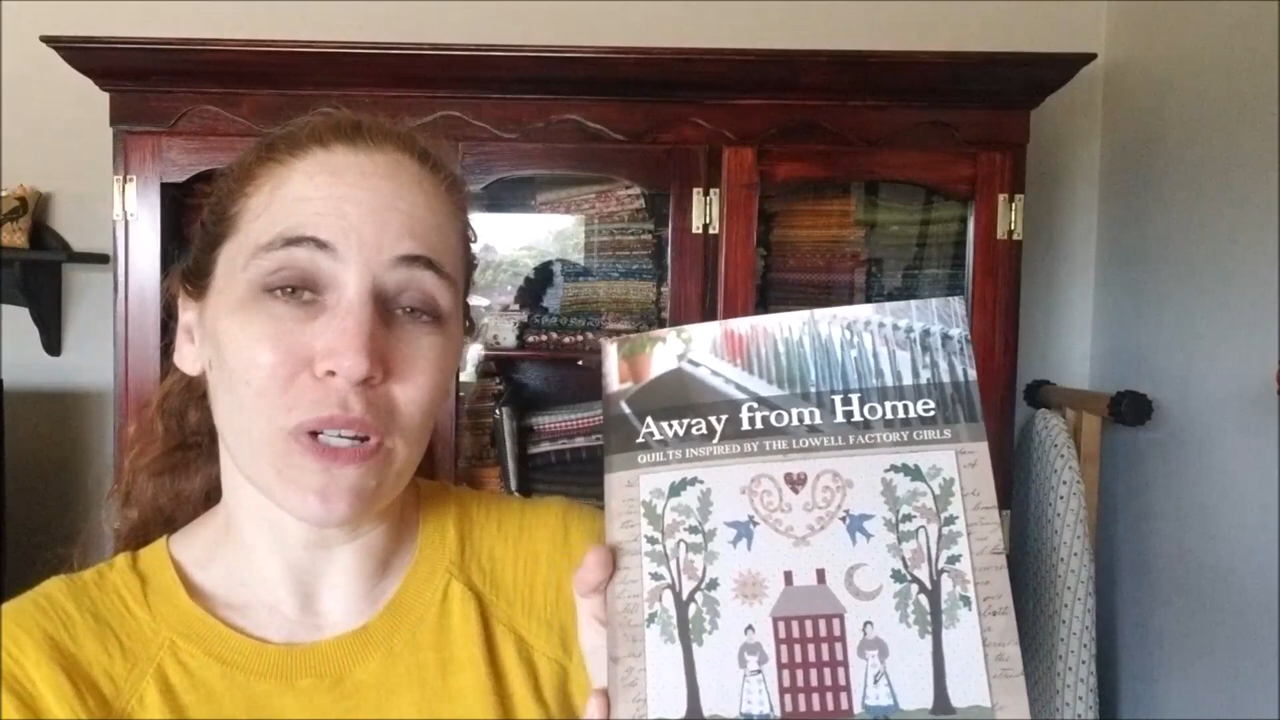 Away from Home
QUILTS INSPIRED BY THE LOWELL FACTORY GIRLS